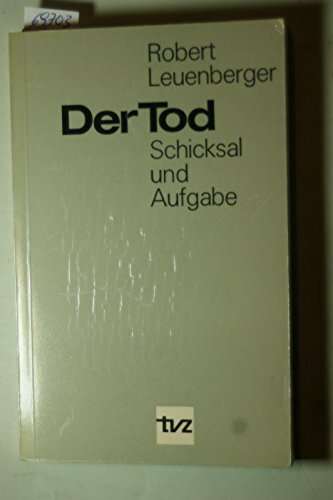 Robert
Leuenberger
Der Tod
Schicksal
und
Aufgabe
tvz